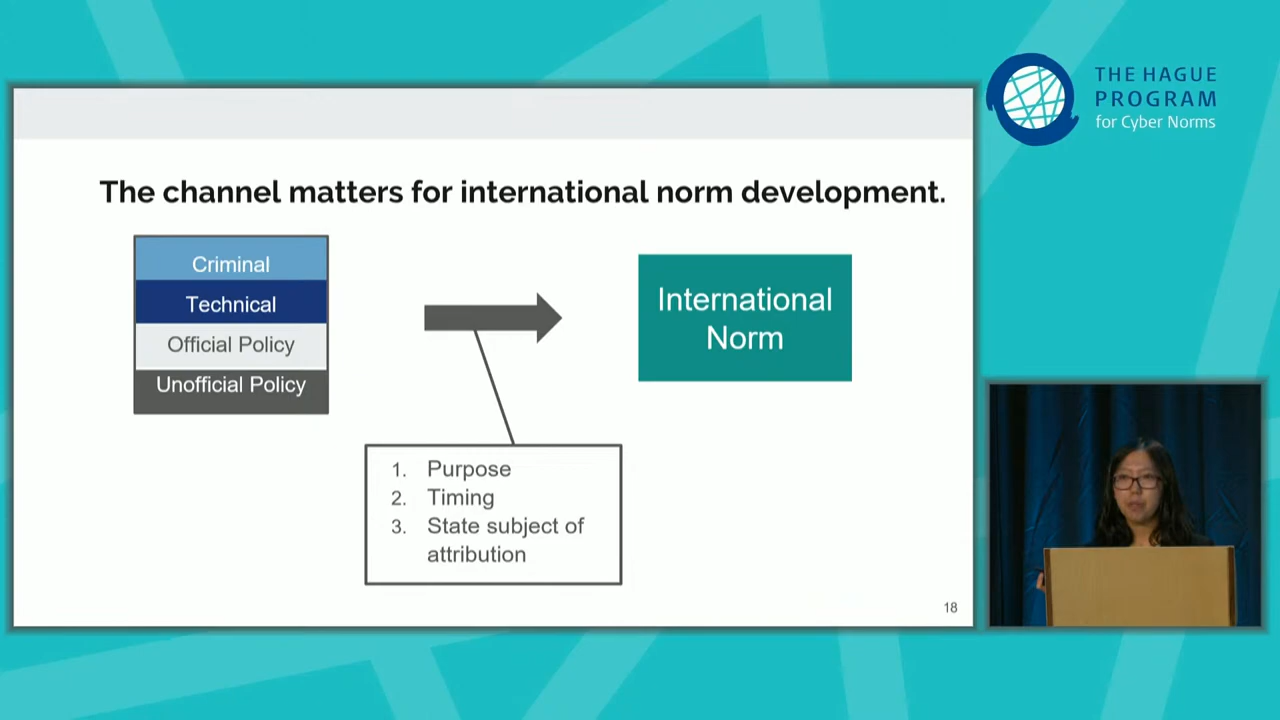 THE HAGUE
PROGRAM
for Cyber Norms
The channel matters for international norm development.
Criminal
Technical
Official Policy
Unofficial Policy
International
Norm
1. Purpose
2. Timing
3. State subject of
attribution
18